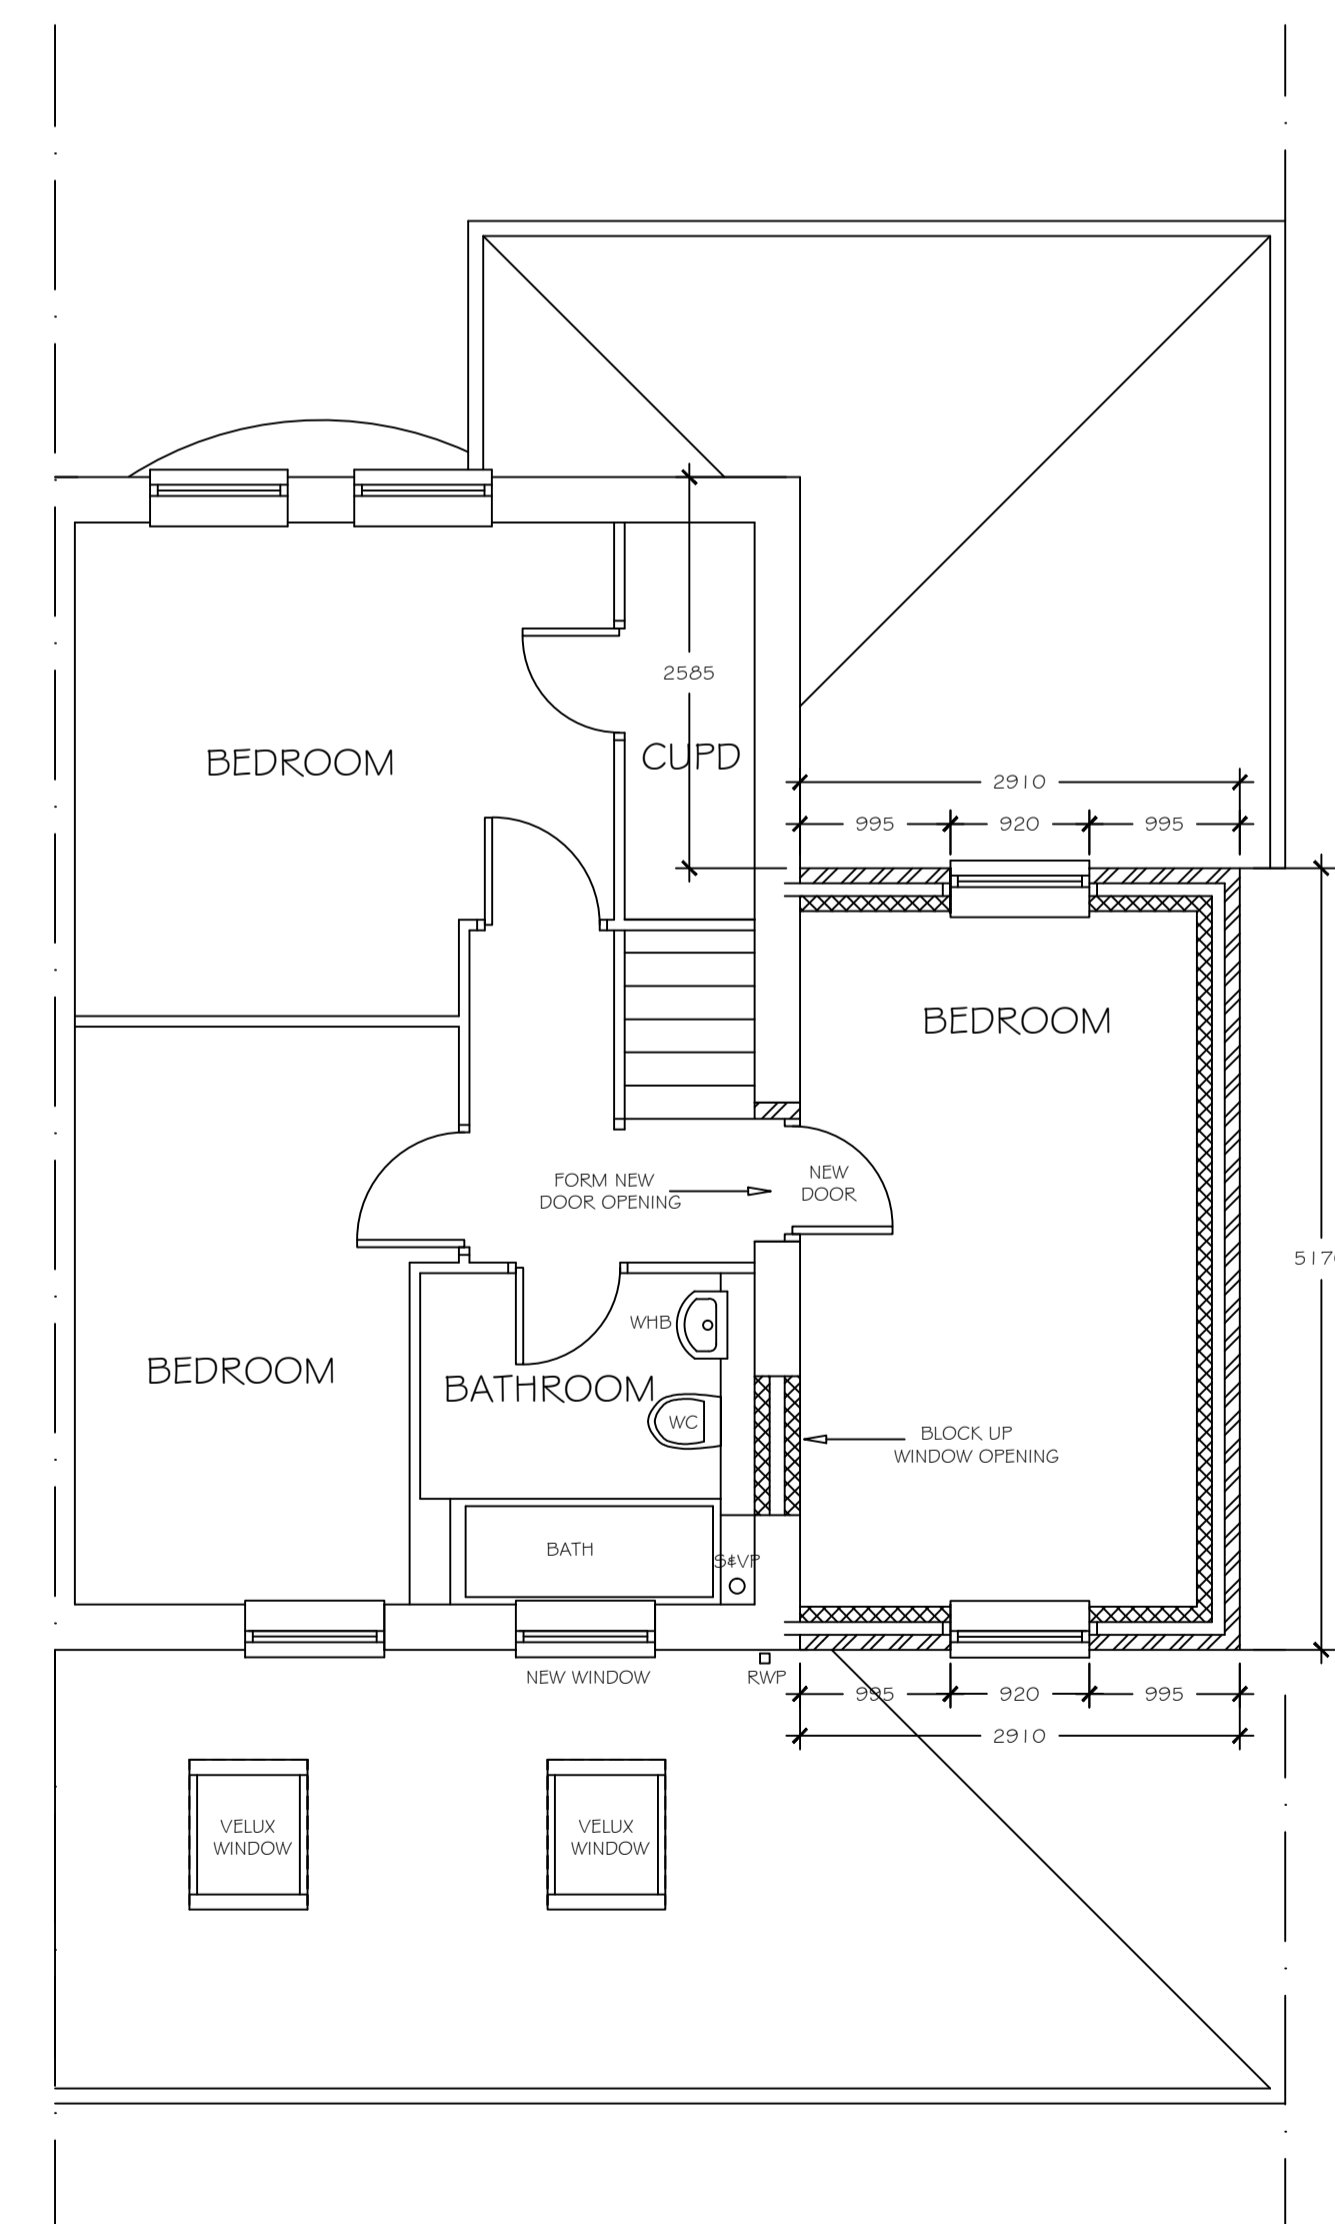 2585
BEDROOM
CUPD
2910
995
920
995
BEDROOM
FORM NEW
DOOR OPENING
NEW
DOOR
WHB
BEDROOM
BATHROOM
WC
BLOCK UP
WINDOW OPENING
BATH
S&VP
NEW WINDOW
RWP
995
920
995
2910
VELUX
WINDOW
VELUX
WINDOW